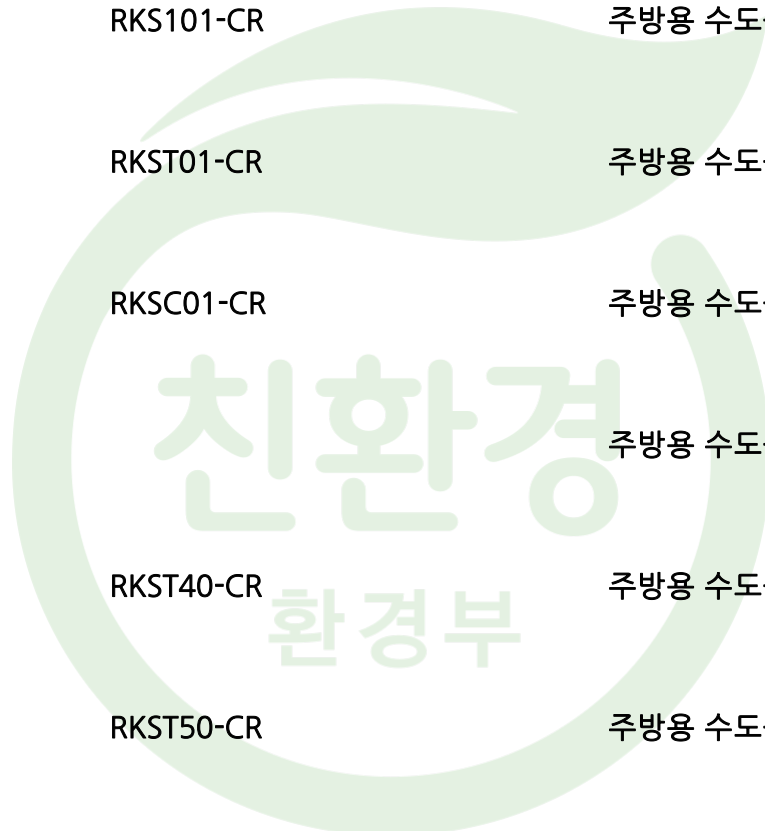 RKS101-CR 주방용 수도
RKST01-CR 주방용 수도
RKSC01-CR 주방용 수도
친환경
주방용 수도
RKST40-CR 주방용 수도
환경부
RKST50-CR 주방용 수도